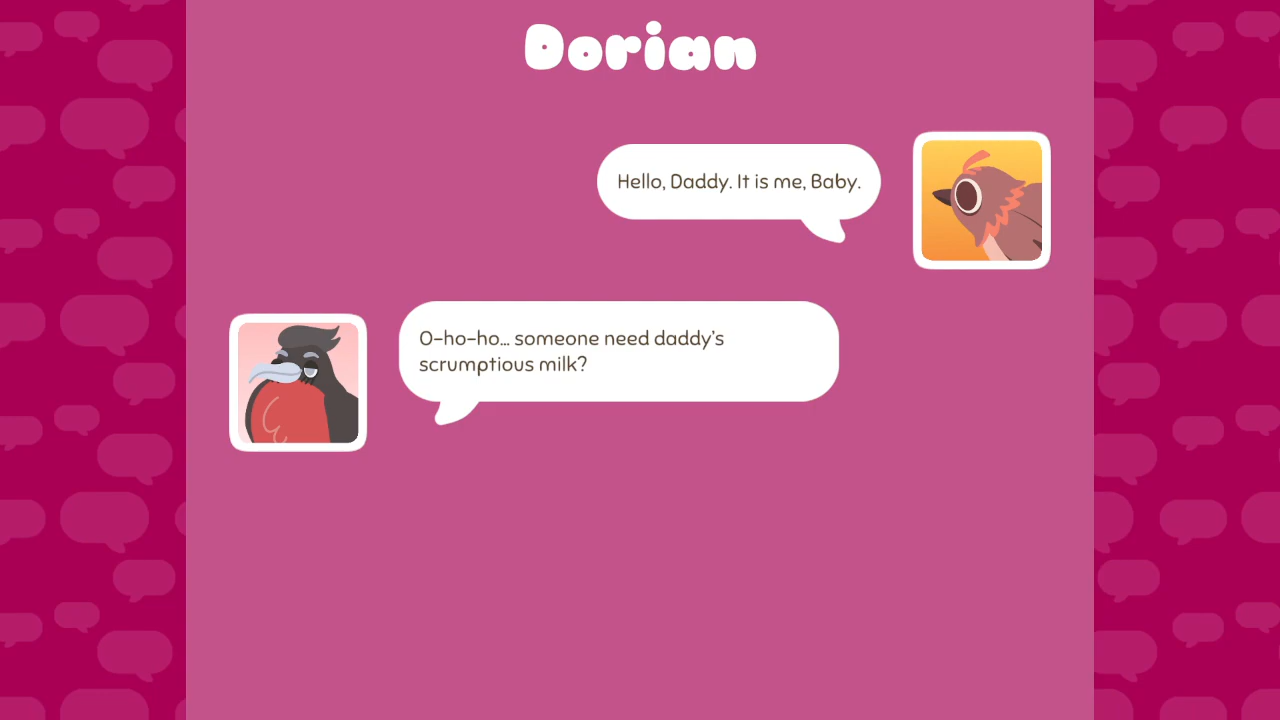 Dorian
Hello, Daddy. It is me, Baby.
O-ho-ho... someone need daddy's
scrumptious milk?